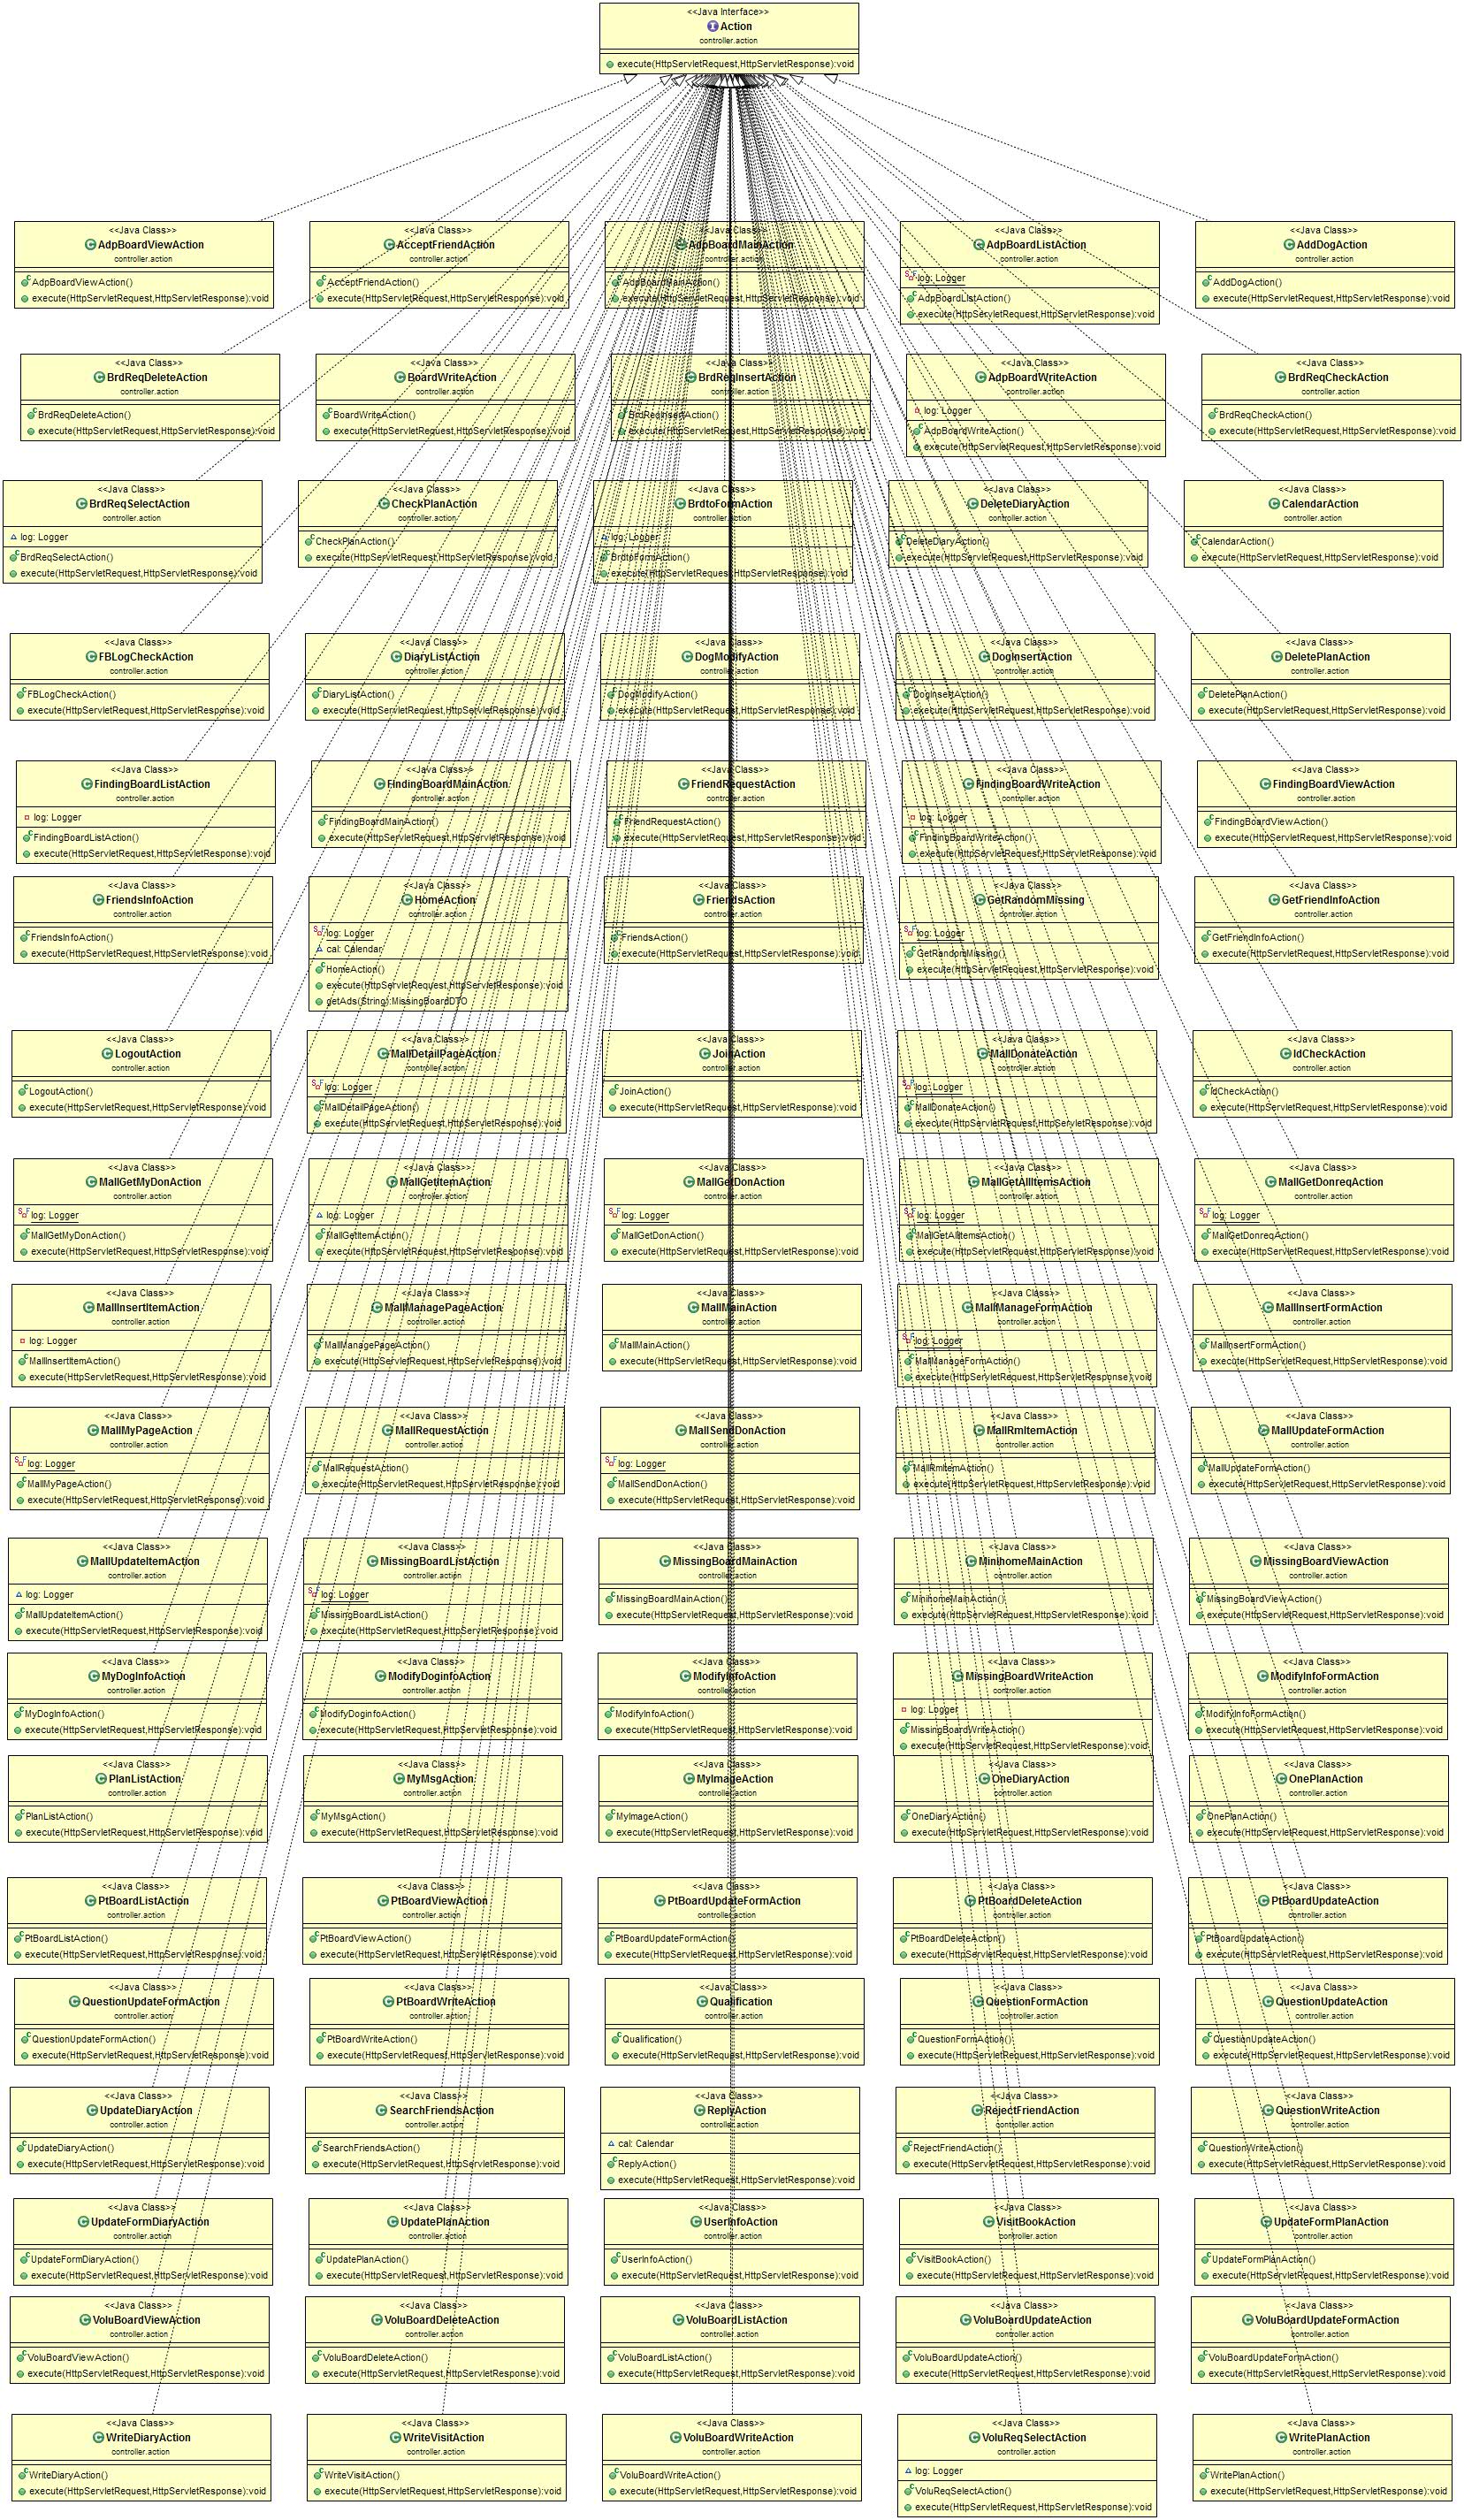 <<Java Interface>>
Action
controller.action
execute(HttpServletRequest,HttpServletResponse):void
<<Java Class>>
AdpBoardViewAction
controller.action
AdpBoardViewAction()
execute(HttpServletRequest,HttpServletResponse):void
<<Java Class>>
AcceptFriendAction
controller.action
AcceptFriendAction()
execute(HttpServletRequest,HttpServletResponse):void
<<Java Class>>
AdpBoardMainAction
controller.action
AdpBoardMainAction()
execute(HttpServletRequest,HttpServletResponse):void
<<Java Class>>
AdpBoardListAction
controller.action
log: Logger
AdpBoardListAction()
execute(HttpServletRequest,HttpServletResponse):void
<<Java Class>>
AddDogAction
controller.action
AddDogAction()
execute(HttpServletRequest,HttpServletResponse):void
<<Java Class>>
BrdReqDeleteAction
controller.action
BrdReqDeleteAction()
execute(HttpServletRequest,HttpServletResponse):void
<<Java Class>>
BoardWriteAction
controller.action
BoardWriteAction()
execute(HttpServletRequest,HttpServletResponse):void
<<Java Class>>
BrdReqInsertAction
controller.action
BrdReqInsertAction()
execute(HttpServletRequest,HttpServletResponse):void
<<Java Class>>
AdpBoardWriteAction
controller.action
log: Logger
AdpBoardWriteAction()
execute(HttpServletRequest,HttpServletResponse):void
<<Java Class>>
BrdReqCheckAction
controller.action
BrdReqCheckAction()
execute(HttpServletRequest,HttpServletResponse):void
<<Java Class>>
BrdReqSelectAction
controller.action
log: Logger
BrdReqSelectAction()
execute(HttpServletRequest,HttpServletResponse):void
<<Java Class>>
CheckPlanAction
controller.action
CheckPlanAction()
execute(HttpServletRequest,HttpServletResponse):void
<<Java Class>>
BrdtoFormAction
controller.action
log: Logger
BrdtoFormAction()
execute(HttpServletRequest,HttpServletResponse):void
<<Java Class>>
DeleteDiaryAction
controller.action
DeleteDiaryAction()
execute(HttpServletRequest,HttpServletResponse):void
<<Java Class>>
CalendarAction
controller.action
CalendarAction()
execute(HttpServletRequest,HttpServletResponse):void
<<Java Class>>
FBLogCheckAction
controller.action
FBLogCheckAction()
execute(HttpServletRequest,HttpServletResponse):void
<<Java Class>>
DiaryListAction
controller.action
DiaryListAction()
execute(HttpServletRequest,HttpServletResponse):void
<<Java Class>>
DogModifyAction
controller.action
DogModifyAction()
execute(HttpServletRequest,HttpServletResponse):void
<<Java Class>>
DogInsertAction
controller.action
DogInsertAction()
execute(HttpServletRequest,HttpServletResponse):void
<<Java Class>>
DeletePlanAction
controller.action
DeletePlanAction()
execute(HttpServletRequest,HttpServletResponse):void
<<Java Class>>
FindingBoardListAction
controller.action
log: Logger
FindingBoardListAction()
execute(HttpServletRequest,HttpServletResponse):void
<<Java Class>>
FindingBoardMainAction
controller.action
FindingBoardMainAction()
execute(HttpServletRequest,HttpServletResponse):void
<<Java Class>>
FriendRequestAction
controller.action
FriendRequestAction()
execute(HttpServletRequest,HttpServletResponse):void
<<Java Class>>
FindingBoardWriteAction
controller.action
log: Logger
FindingBoardWriteAction()
execute(HttpServletRequest,HttpServletResponse):void
<<Java Class>>
FindingBoardViewAction
controller.action
FindingBoardViewAction()
execute(HttpServletRequest,HttpServletResponse):void
<<Java Class>>
FriendsInfoAction
controller.action
FriendsInfoAction()
execute(HttpServletRequest,HttpServletResponse):void
<<Java Class>>
HomeAction
controller.action
log: Logger
cal: Calendar
HomeAction()
execute(HttpServletRequest,HttpServletResponse):void
getAds(String):MissingBoardDTO
<<Java Class>>
FriendsAction
controller.action
FriendsAction()
execute(HttpServletRequest,HttpServletResponse):void
<<Java Class>>
GetRandomMissing
controller.action
log: Logger
GetRandomMissing()
execute(HttpServletRequest,HttpServletResponse):void
<<Java Class>>
GetFriendInfoAction
controller.action
GetFriendInfoAction()
execute(HttpServletRequest,HttpServletResponse):void
<<Java Class>>
LogoutAction
controller.action
LogoutAction()
execute(HttpServletRequest,HttpServletResponse):void
<<Java Class>>
MallDetailPageAction
controller.action
log: Logger
MallDetailPageAction()
execute(HttpServletRequest,HttpServletResponse):void
<<Java Class>>
JoinAction
controller.action
JoinAction()
execute(HttpServletRequest,HttpServletResponse):void
<<Java Class>>
MallDonateAction
controller.action
log: Logger
MallDonateAction()
execute(HttpServletRequest,HttpServletResponse):void
<<Java Class>>
IdCheckAction
controller.action
IdCheckAction()
execute(HttpServletRequest,HttpServletResponse):void
<<Java Class>>
MallGetMyDonAction
controller.action
log: Logger
MallGetMyDonAction()
execute(HttpServletRequest,HttpServletResponse):void
<<Java Class>>
MallGetItemAction
controller.action
log: Logger
MallGetItemAction()
execute(HttpServletRequest,HttpServletResponse):void
<<Java Class>>
MallGetDonAction
controller.action
log: Logger
MallGetDonAction()
execute(HttpServletRequest,HttpServletResponse):void
<<Java Class>>
MallGetAllItemsAction
controller.action
log: Logger
MallGetAllItemsAction()
execute(HttpServletRequest,HttpServletResponse):void
<<Java Class>>
MallGetDonreqAction
controller.action
log: Logger
MallGetDonreqAction()
execute(HttpServletRequest,HttpServletResponse):void
<<Java Class>>
MallInsertItemAction
controller.action
log: Logger
MallInsertItemAction()
execute(HttpServletRequest,HttpServletResponse):void
<<Java Class>>
MallManagePageAction
controller.action
MallManagePageAction()
execute(HttpServletRequest,HttpServletResponse):void
<<Java Class>>
MallMainAction
controller.action
MallMainAction()
execute(HttpServletRequest,HttpServletResponse):void
<<Java Class>>
MallManageFormAction
controller.action
log: Logger
MallManageFormAction()
execute(HttpServletRequest,HttpServletResponse):void
<<Java Class>>
MallInsertFormAction
controller.action
MallInsertFormAction()
execute(HttpServletRequest,HttpServletResponse):void
<<Java Class>>
MallMyPageAction
controller.action
log: Logger
MallMyPageAction()
execute(HttpServletRequest,HttpServletResponse):void
<<Java Class>>
MallRequestAction
controller.action
MallRequestAction()
execute(HttpServletRequest,HttpServletResponse):void
<<Java Class>>
MallSendDonAction
controller.action
log: Logger
MallSendDonAction()
execute(HttpServletRequest,HttpServletResponse):void
<<Java Class>>
MallRmItemAction
controller.action
MallRmItemAction()
execute(HttpServletRequest,HttpServletResponse):void
<<Java Class>>
MallUpdateFormAction
controller.action
MallUpdateFormAction()
execute(HttpServletRequest,HttpServletResponse):void
<<Java Class>>
MallUpdateItemAction
controller.action
log: Logger
MallUpdateItemAction()
execute(HttpServletRequest,HttpServletResponse):void
<<Java Class>>
MissingBoardListAction
controller.action
log: Logger
MissingBoardListAction()
execute(HttpServletRequest,HttpServletResponse):void
<<Java Class>>
MissingBoardMainAction
controller.action
MissingBoardMainAction()
execute(HttpServletRequest,HttpServletResponse):void
<<Java Class>>
MinihomeMainAction
controller.action
MinihomeMainAction()
execute(HttpServletRequest,HttpServletResponse):void
<<Java Class>>
MissingBoardViewAction
controller.action
MissingBoardViewAction()
execute(HttpServletRequest,HttpServletResponse):void
<<Java Class>>
MyDogInfoAction
controller.action
MyDogInfoAction()
execute(HttpServletRequest,HttpServletResponse):void
<<Java Class>>
ModifyDoginfoAction
controller.action
ModifyDoginfoAction()
execute(HttpServletRequest,HttpServletResponse):void
<<Java Class>>
ModifyInfoAction
controller.action
ModifyInfoAction()
execute(HttpServletRequest,HttpServletResponse):void
<<Java Class>>
MissingBoardWriteAction
controller.action
log: Logger
MissingBoardWriteAction()
execute(HttpServletRequest,HttpServletResponse):void
<<Java Class>>
ModifyInfoFormAction
controller.action
ModifyInfoFormAction()
execute(HttpServletRequest,HttpServletResponse):void
<<Java Class>>
PlanListAction
controller.action
PlanListAction()
execute(HttpServletRequest,HttpServletResponse):void
<<Java Class>>
MyMsgAction
controller.action
MyMsgAction()
execute(HttpServletRequest,HttpServletResponse):void
<<Java Class>>
MyImageAction
controller.action
MyImageAction()
execute(HttpServletRequest,HttpServletResponse):void
<<Java Class>>
OneDiaryAction
controller.action
OneDiaryAction()
execute(HttpServletRequest,HttpServletResponse):void
<<Java Class>>
OnePlanAction
controller.action
OnePlanAction()
execute(HttpServletRequest,HttpServletResponse):void
<<Java Class>>
PtBoardListAction
controller.action
PtBoardListAction()
execute(HttpServletRequest,HttpServletResponse):void
<<Java Class>>
PtBoardViewAction
controller.action
PtBoardViewAction()
execute(HttpServletRequest,HttpServletResponse):void
<<Java Class>>
PtBoardUpdateFormAction
controller.action
PtBoardUpdateFormAction()
execute(HttpServletRequest,HttpServletResponse):void
<<Java Class>>
PtBoardDeleteAction
controller.action
PtBoardDeleteAction()
execute(HttpServletRequest,HttpServletResponse):void
<<Java Class>>
PtBoardUpdateAction
controller.action
PtBoardUpdateAction()
execute(HttpServletRequest,HttpServletResponse):void
<<Java Class>>
QuestionUpdateFormAction
controller.action
QuestionUpdateFormAction()
execute(HttpServletRequest,HttpServletResponse):void
<<Java Class>>
PtBoardWriteAction
controller.action
PtBoardWriteAction()
execute(HttpServletRequest,HttpServletResponse):void
<<Java Class>>
Qualification
controller.action
Qualification()
execute(HttpServletRequest,HttpServletResponse):void
<<Java Class>>
QuestionFormAction
controller.action
QuestionFormAction()
execute(HttpServletRequest,HttpServletResponse):void
<<Java Class>>
QuestionUpdateAction
controller.action
QuestionUpdateAction()
execute(HttpServletRequest,HttpServletResponse):void
<<Java Class>>
UpdateDiaryAction
controller.action
UpdateDiaryAction()
execute(HttpServletRequest,HttpServletResponse):void
<<Java Class>>
SearchFriendsAction
controller.action
SearchFriendsAction()
execute(HttpServletRequest,HttpServletResponse):void
<<Java Class>>
ReplyAction
controller.action
cal: Calendar
ReplyAction()
execute(HttpServletRequest,HttpServletResponse):void
<<Java Class>>
RejectFriendAction
controller.action
RejectFriendAction()
execute(HttpServletRequest,HttpServletResponse):void
<<Java Class>>
QuestionWriteAction
controller.action
QuestionWriteAction()
execute(HttpServletRequest,HttpServletResponse):void
<<Java Class>>
UpdateFormDiaryAction
controller.action
UpdateFormDiaryAction()
execute(HttpServletRequest,HttpServletResponse):void
<<Java Class>>
UpdatePlanAction
controller.action
UpdatePlanAction()
execute(HttpServletRequest,HttpServletResponse):void
<<Java Class>>
UserInfoAction
controller.action
UserInfoAction()
execute(HttpServletRequest,HttpServletResponse):void
<<Java Class>>
VisitBookAction
controller.action
VisitBookAction()
execute(HttpServletRequest,HttpServletResponse):void
<<Java Class>>
UpdateFormPlanAction
controller.action
UpdateFormPlanAction()
execute(HttpServletRequest,HttpServletResponse):void
<<Java Class>>
VoluBoardViewAction
controller.action
VoluBoardViewAction()
execute(HttpServletRequest,HttpServletResponse):void
<<Java Class>>
VoluBoardDeleteAction
controller.action
VoluBoardDeleteAction()
execute(HttpServletRequest,HttpServletResponse):void
<<Java Class>>
VoluBoardListAction
controller.action
VoluBoardListAction()
execute(HttpServletRequest,HttpServletResponse):void
<<Java Class>>
VoluBoardUpdateAction
controller.action
VoluBoardUpdateAction()
execute(HttpServletRequest,HttpServletResponse):void
<<Java Class>>
VoluBoardUpdateFormAction
controller.action
VoluBoardUpdateFormAction()
execute(HttpServletRequest,HttpServletResponse):void
<<Java Class>>
WriteDiaryAction
controller.action
WriteDiaryAction()
execute(HttpServletRequest,HttpServletResponse):void
<<Java Class>>
WriteVisitAction
controller.action
WriteVisitAction()
execute(HttpServletRequest,HttpServletResponse):void
<<Java Class>>
VoluBoardWriteAction
controller.action
VoluBoardWriteAction()
execute(HttpServletRequest,HttpServletResponse):void
<<Java Class>>
VoluReqSelectAction
controller.action
log: Logger
VoluReqSelectAction()
execute(HttpServletRequest,HttpServletResponse):void
<<Java Class>>
WritePlanAction
controller.action
WritePlanAction()
execute(HttpServletRequest,HttpServletResponse):void